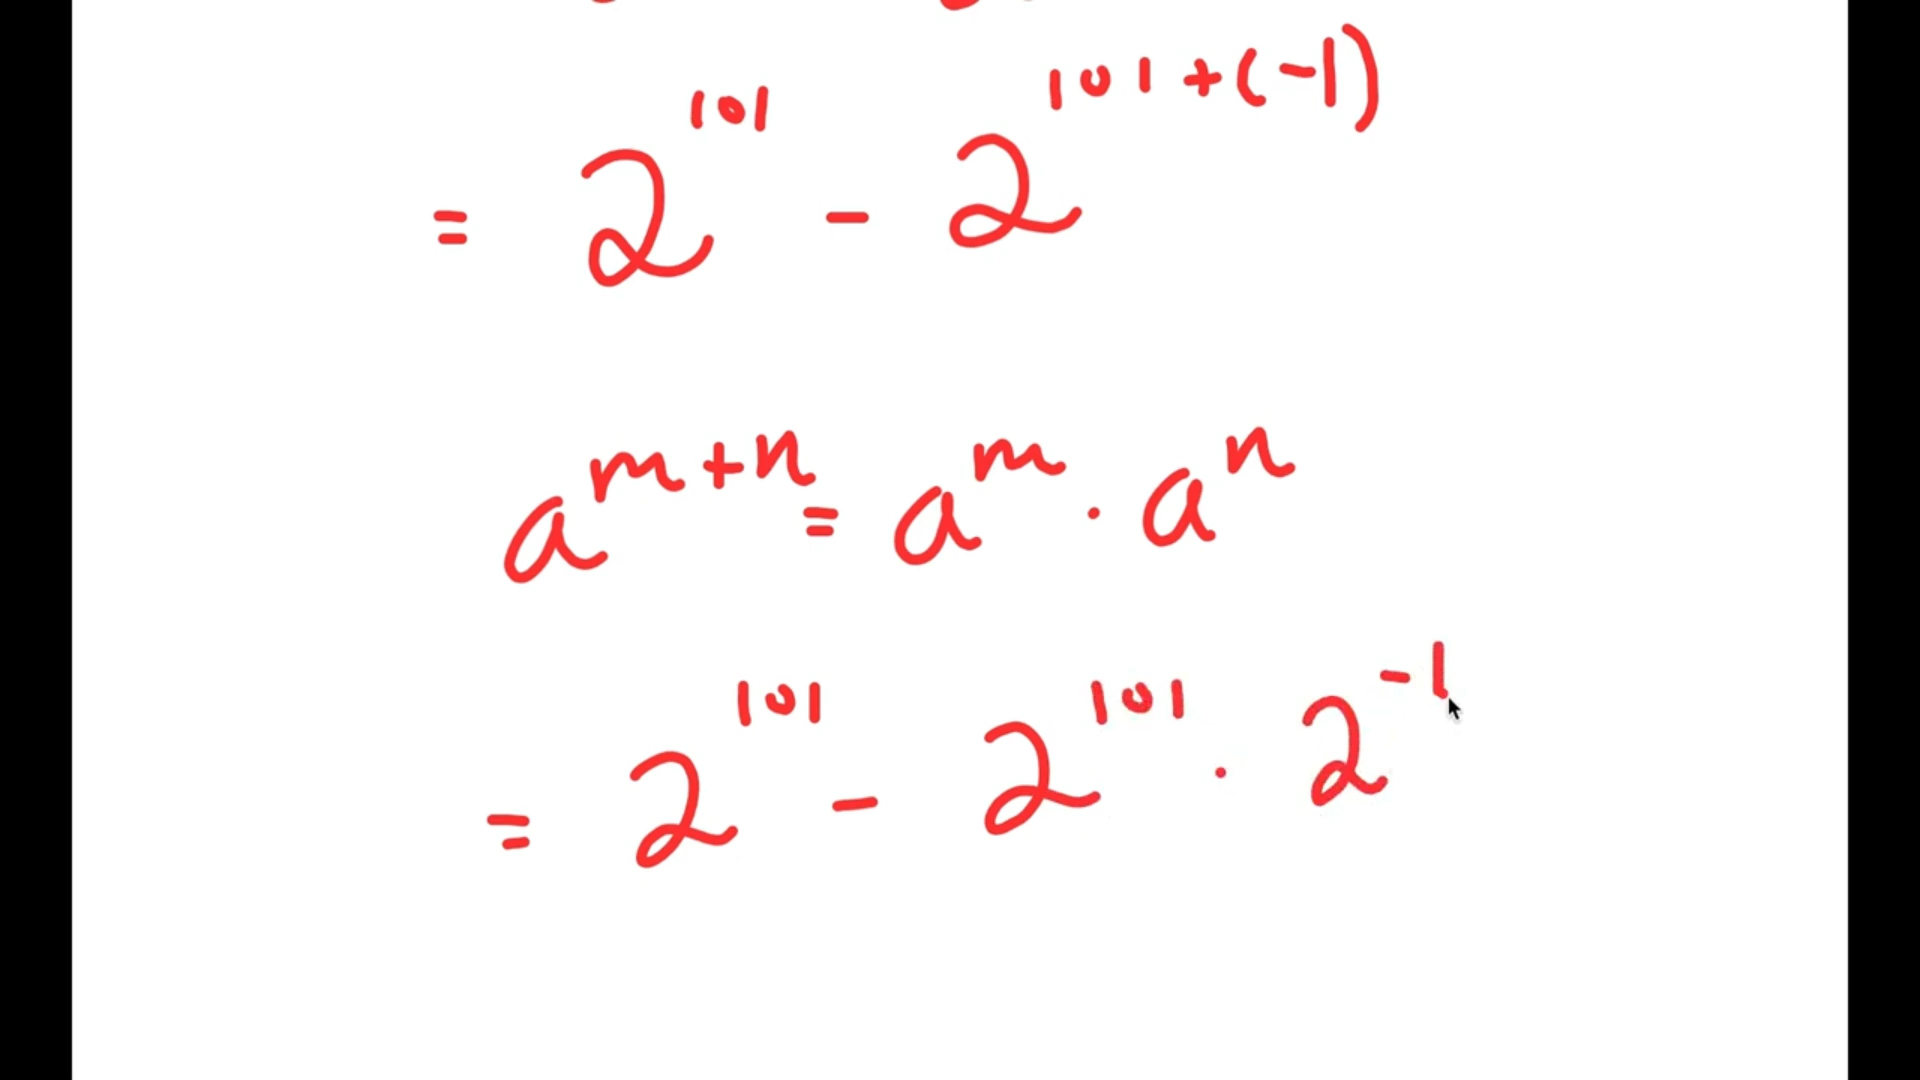 = 2^101 - 2^101+(-1)
a^m+n = a^m · a^n
= 2^101 - 2^101 · 2^-1